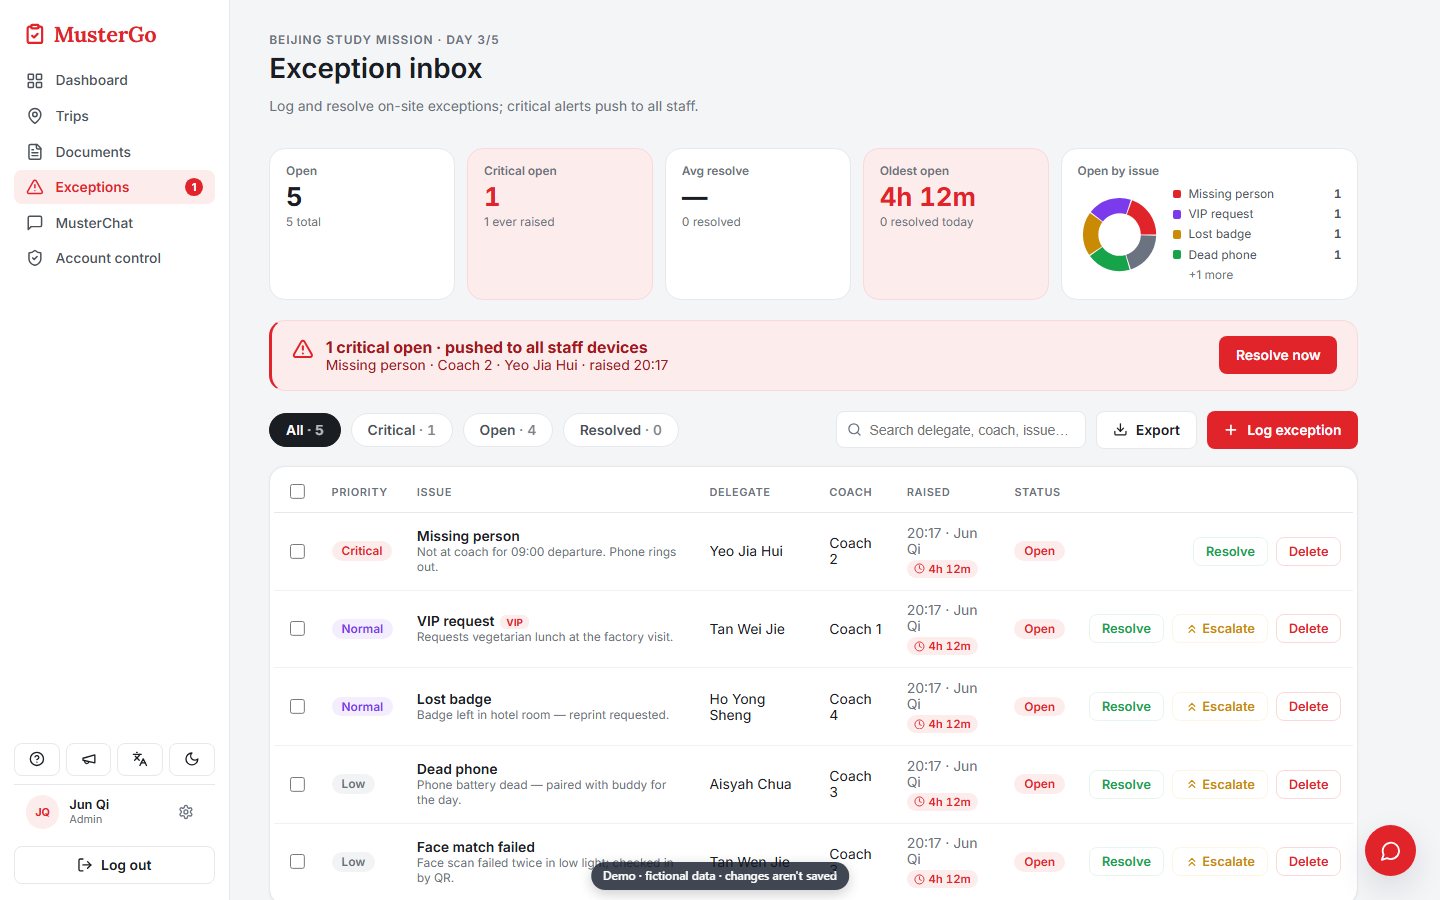 MusterGo
Dashboard
Trips
Documents
Exceptions 1
MusterChat
Account control
JQ
Jun Qi
Admin
Log out
BEIJING STUDY MISSION · DAY 3/5
Exception inbox
Log and resolve on-site exceptions; critical alerts push to all staff.
Open
5
5 total
Critical open
1
1 ever raised
Avg resolve
—
0 resolved
Oldest open
4h 12m
0 resolved today
Open by issue
Missing person 1
VIP request 1
Lost badge 1
Dead phone 1
+1 more
1 critical open · pushed to all staff devices
Missing person · Coach 2 · Yeo Jia Hui · raised 20:17
Resolve now
All · 5
Critical · 1
Open · 4
Resolved · 0
Search delegate, coach, issue...
Export
Log exception
PRIORITY ISSUE DELEGATE COACH RAISED STATUS
Critical
Missing person
Not at coach for 09:00 departure. Phone rings
out.
Yeo Jia Hui
Coach
2
20:17 · Jun
Qi
4h 12m
Open
Resolve
Delete
Normal
VIP request VIP
Requests vegetarian lunch at the factory visit.
Tan Wei Jie
Coach 1
20:17 · Jun
Qi
4h 12m
Open
Resolve
Escalate
Delete
Normal
Lost badge
Badge left in hotel room — reprint requested.
Ho Yong
Sheng
Coach
4
20:17 · Jun
Qi
4h 12m
Open
Resolve
Escalate
Delete
Low
Dead phone
Phone battery dead — paired with buddy for
the day.
Aisyah Chua
Coach
3
20:17 · Jun
Qi
4h 12m
Open
Resolve
Escalate
Delete
Low
Face match failed
Face scan failed twice in low light; checked in
by QR.
Tan Wen Jie
Coach
20:17 · Jun
Qi
4h 12m
Open
Resolve
Escalate
Delete
Demo · fictional data · changes aren't saved